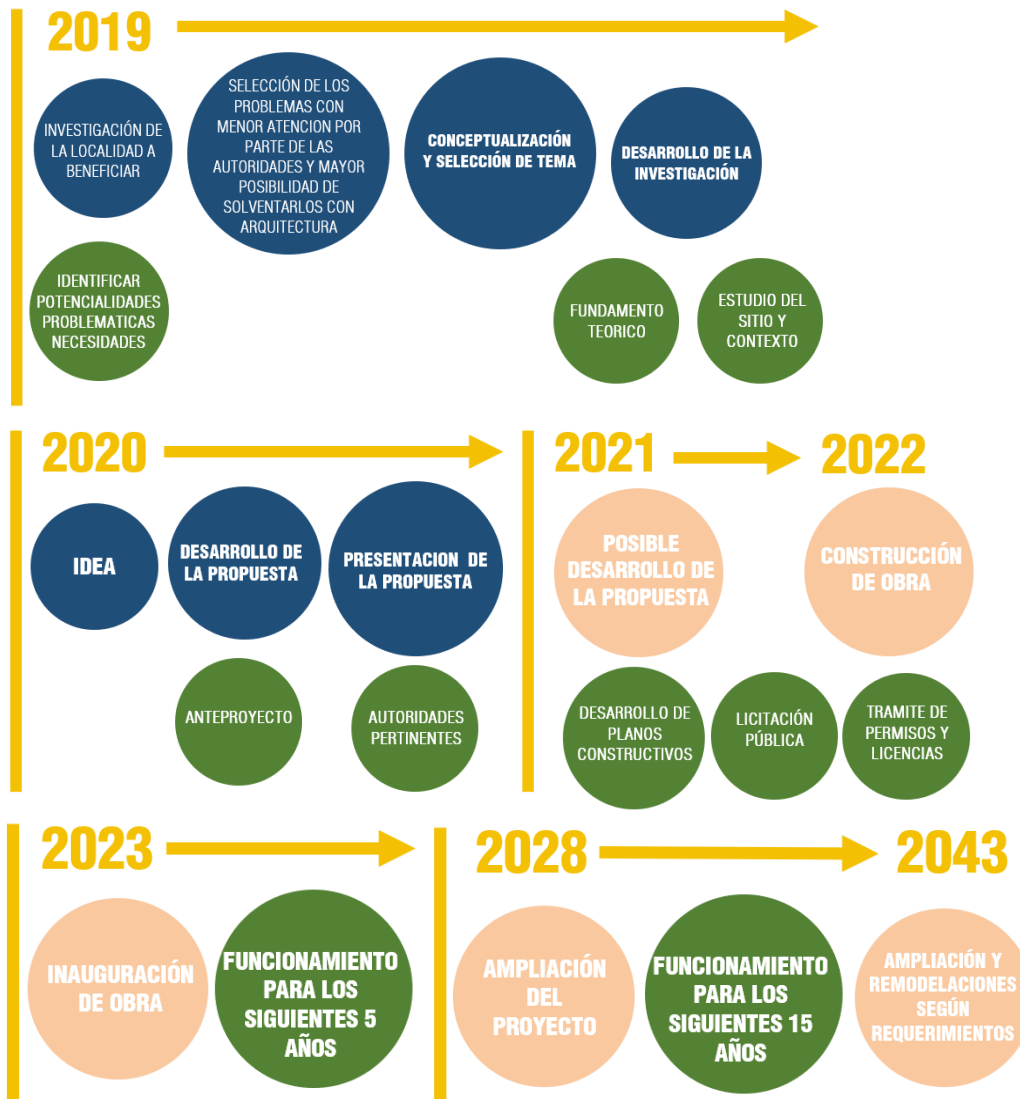 2019
INVESTIGACIÓN DE
LA LOCALIDAD A
BENEFICIAR
SELECCIÓN DE LOS
PROBLEMAS CON
MENOR ATENCION POR
PARTE DE LAS
AUTORIDADES Y MAYOR
POSIBILIDAD DE
SOLVENTARLOS CON
ARQUITECTURA
CONCEPTUALIZACIÓN
Y SELECCIÓN DE TEMA
DESARROLLO DE LA
INVESTIGACIÓN
IDENTIFICAR
POTENCIALIDADES
PROBLEMATICAS
NECESIDADES
FUNDAMENTO
TEORICO
ESTUDIO DEL
SITIO Y
CONTEXTO
2020
IDEA
DESARROLLO DE
LA PROPUESTA
PRESENTACION DE
LA PROPUESTA
ANTEPROYECTO
AUTORIDADES
PERTINENTES
2021
2022
POSIBLE
DESARROLLO DE
LA PROPUESTA
CONSTRUCCIÓN
DE OBRA
DESARROLLO DE
PLANOS
CONSTRUCTIVOS
LICITACIÓN
PÚBLICA
TRAMITE DE
PERMISOS Y
LICENCIAS
2023
INAUGURACIÓN
DE OBRA
FUNCIONAMIENTO
PARA LOS
SIGUIENTES 5
AÑOS
2028
2043
AMPLIACIÓN
DEL
PROYECTO
FUNCIONAMIENTO
PARA LOS
SIGUIENTES 15
AÑOS
AMPLIACIÓN Y
REMODELACIONES
SEGÚN
REQUERIMIENTOS